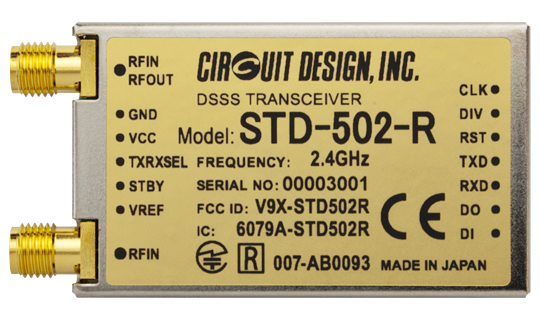 RFIN
RFOUT
GND
VCC
TXRXSEL
STBY
VREF
RFIN
CIRCUIT DESIGN, INC.
DSSS TRANSCEIVER
Model: STD-502-R
FREQUENCY: 2.4GHz
SERIAL NO: 00003001
FCC ID: V9X-STD502R
IC: 6079A-STD502R
CE
R 007-AB0093 MADE IN JAPAN
CLK
DIV
RST
TXD
RXD
DO
DI